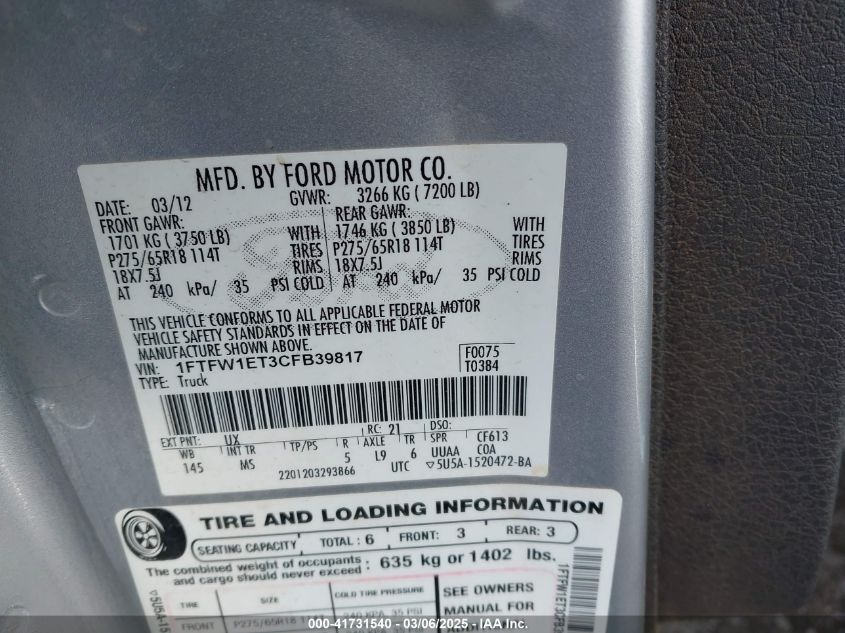 MFD. BY FORD MOTOR CO.
DATE: 03/12 GVWR: 3266 KG ( 7200 LB)
FRONT GAWR: REAR GAWR:
1701 KG ( 3750 LB) WITH 1746 KG ( 3850 LB) WITH
P275/65R18 114T TIRES P275/65R18 114T TIRES
18X7.5J RIMS 18X7.5J RIMS
AT 240 kPa/ 35 PSI COLD AT 240 kPa/ 35 PSI COLD
THIS VEHICLE CONFORMS TO ALL APPLICABLE FEDERAL MOTOR
VEHICLE SAFETY STANDARDS IN EFFECT ON THE DATE OF
MANUFACTURE SHOWN ABOVE.
VIN: 1FTFW1ET3CFB39817 F0075
TYPE: Truck T0384
EXT PNT: UX RC: 21 DSO:
WB INT TR TP/PS R AXLE TR SPR CF613
145 MS 5 L9 6 UUAA COA
2201203293866 UTC ▽5U5A-1520472-BA
TIRE AND LOADING INFORMATION
SEATING CAPACITY TOTAL : 6 FRONT: 3 REAR: 3
The combined weight of occupants : 635 kg or 1402 lbs.
and cargo should never exceed
TIRE SIZE COLD TIRE PRESSURE SEE OWNERS
MANUAL FOR
FRONT P275/65R18 240 KPA, 35 PSI
000-41731540 - 03/06/2025 - IAAI Inc.